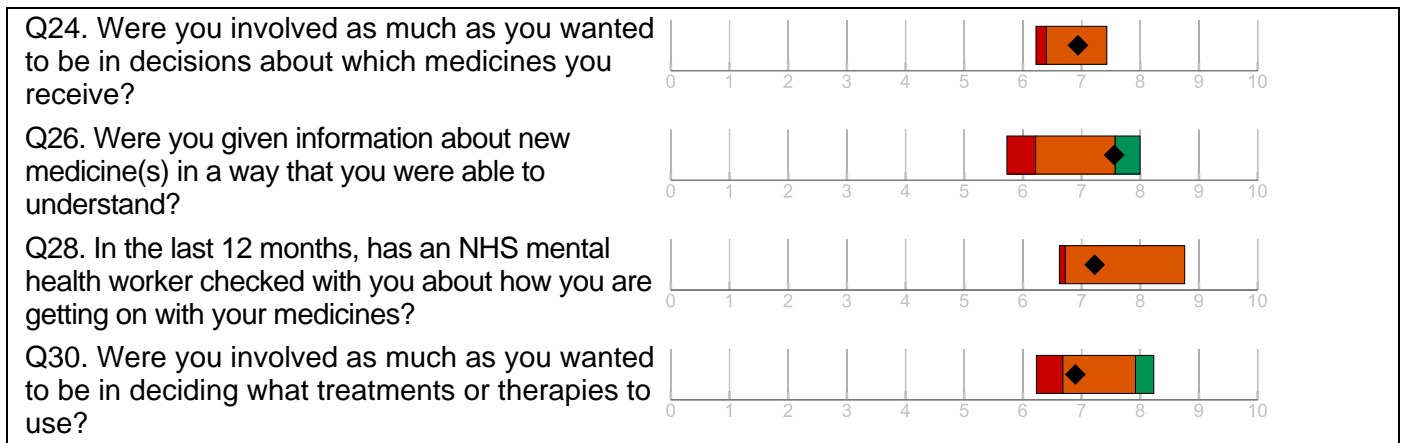 Q24. Were you involved as much as you wanted
to be in decisions about which medicines you
receive?
0 1 2 3 4 5 6 7 8 9 10
Q26. Were you given information about new
medicine(s) in a way that you were able to
understand?
0 1 2 3 4 5 6 7 8 9 10
Q28. In the last 12 months, has an NHS mental
health worker checked with you about how you are
getting on with your medicines?
0 1 2 3 4 5 6 7 8 9 10
Q30. Were you involved as much as you wanted
to be in deciding what treatments or therapies to
use?
0 1 2 3 4 5 6 7 8 9 10